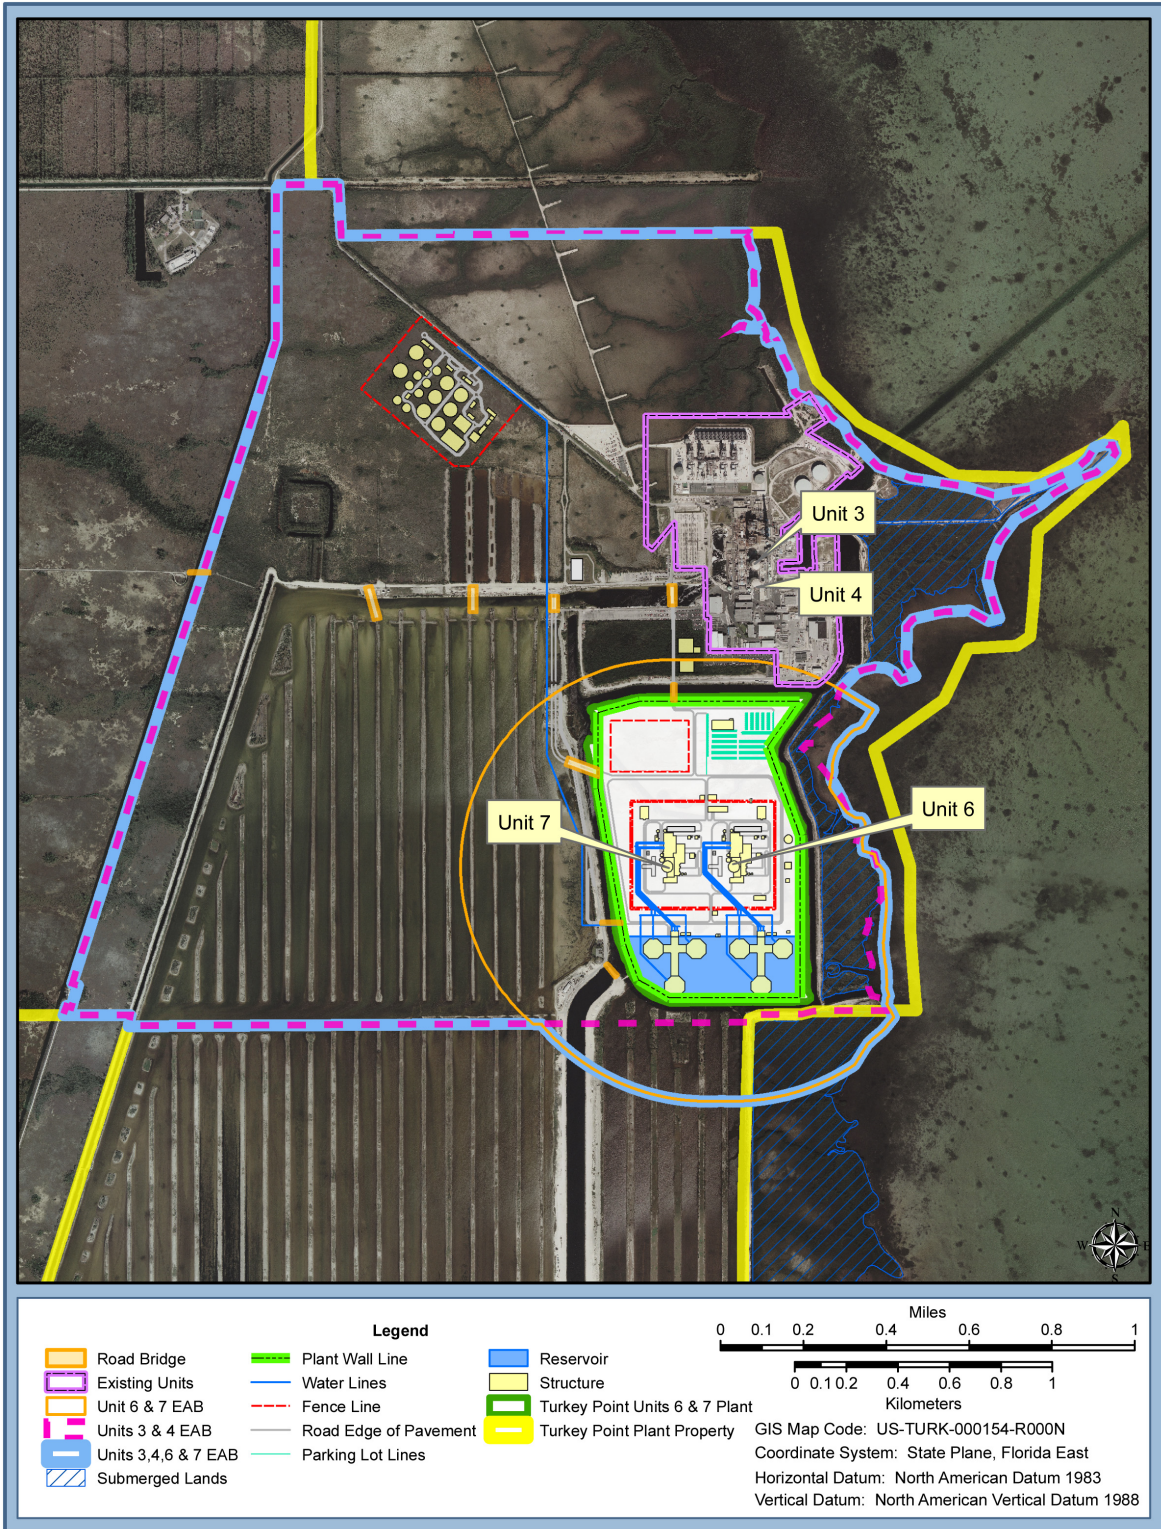 Unit 3
Unit 4
Unit 7
Unit 6
N
W
E
S
Legend
Road Bridge
Existing Units
Unit 6 & 7 EAB
Units 3 & 4 EAB
Units 3,4,6 & 7 EAB
Submerged Lands
Plant Wall Line
Water Lines
Fence Line
Road Edge of Pavement
Parking Lot Lines
Reservoir
Structure
Turkey Point Units 6 & 7 Plant
Turkey Point Plant Property
Miles
0 0.1 0.2 0.4 0.6 0.8 1
0 0.1 0.2 0.4 0.6 0.8 1
Kilometers
GIS Map Code: US-TURK-000154-R000N
Coordinate System: State Plane, Florida East
Horizontal Datum: North American Datum 1983
Vertical Datum: North American Vertical Datum 1988